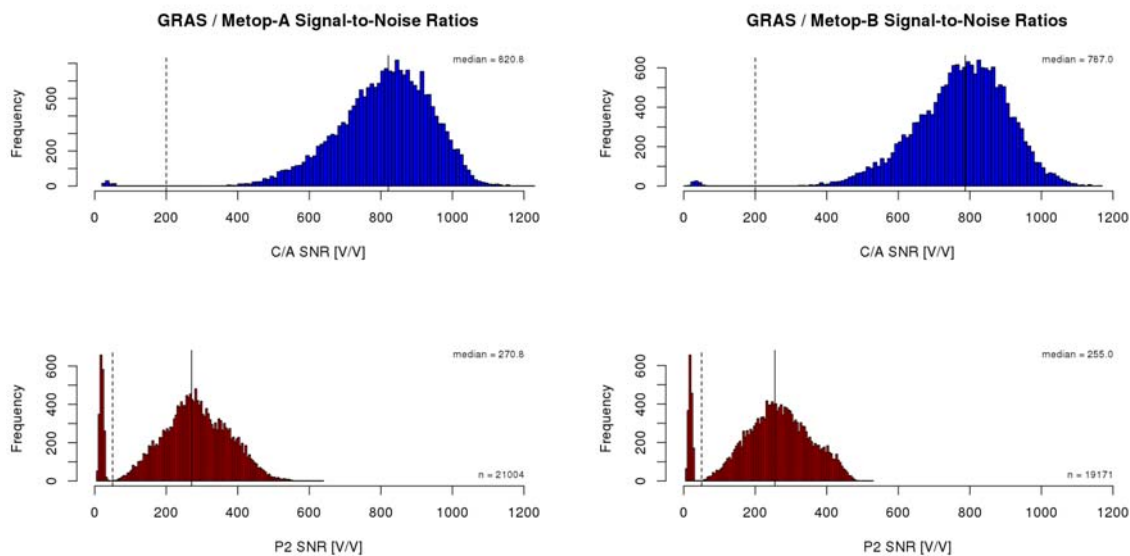 GRAS / Metop-A Signal-to-Noise Ratios
median = 820.8
Frequency
500
200
0
0 200 400 600 800 1000 1200
C/A SNR [V/V]
GRAS / Metop-B Signal-to-Noise Ratios
median = 787.0
Frequency
600
400
200
0
0 200 400 600 800 1000 1200
C/A SNR [V/V]
median = 270.8
Frequency
600
400
200
0
n = 21004
0 200 400 600 800 1000 1200
P2 SNR [V/V]
median = 255.0
Frequency
600
400
200
0
n = 19171
0 200 400 600 800 1000 1200
P2 SNR [V/V]